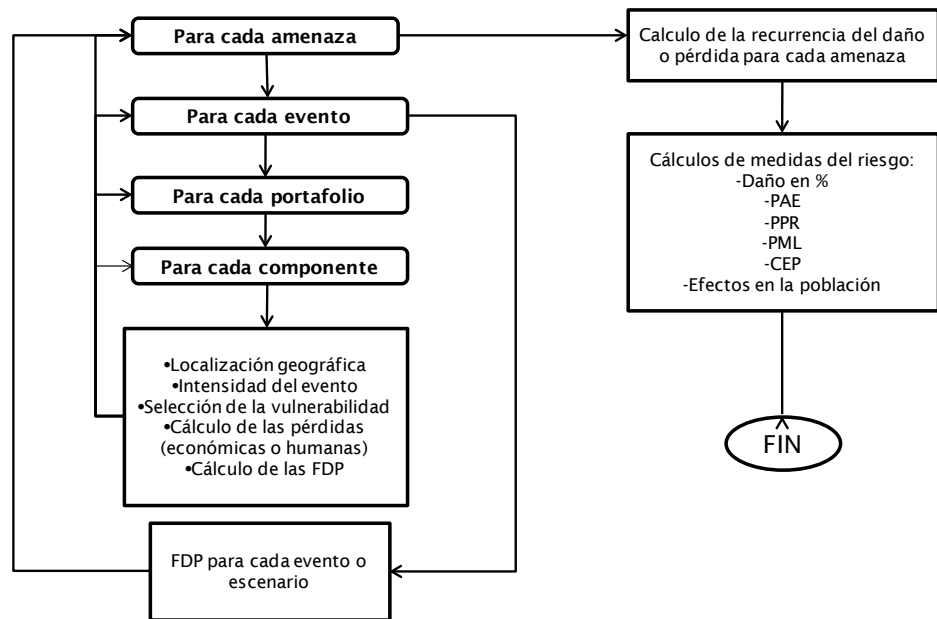 Para cada amenaza
Para cada evento
Para cada portafolio
Para cada componente
•Localización geográfica
•Intensidad del evento
•Selección de la vulnerabilidad
•Cálculo de las pérdidas
(económicas o humanas)
•Cálculo de las FDP
FDP para cada evento o
escenario
Calculo de la recurrencia del daño
o pérdida para cada amenaza
Cálculos de medidas del riesgo:
-Daño en %
-PAE
-PPR
-PML
-CEP
-Efectos en la población
FIN